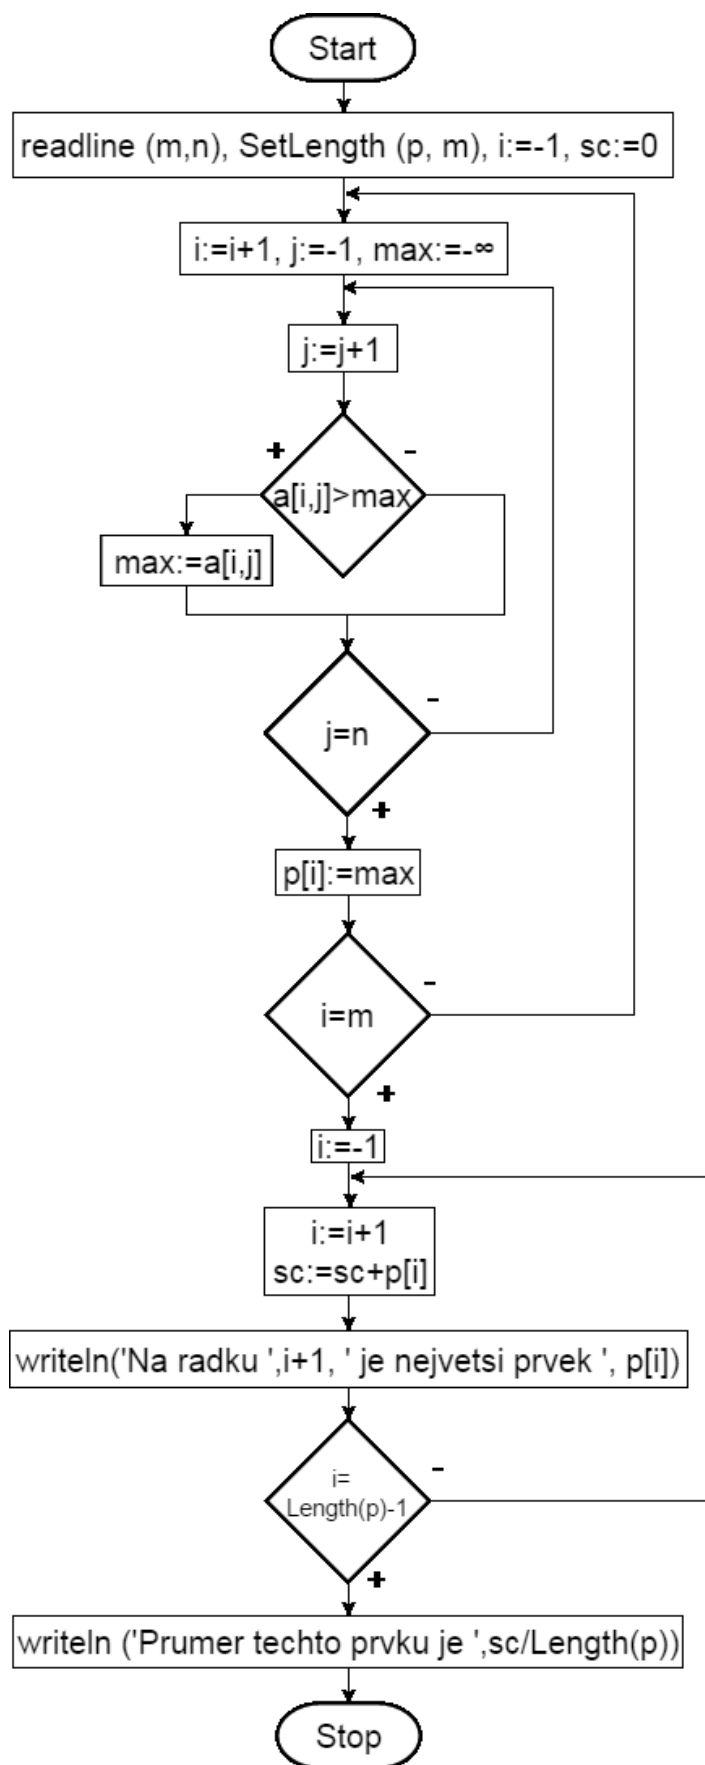 Start
readline (m,n), SetLength (p, m), i:=-1, sc:=0
i:=i+1, j:=-1, max:=-∞
j:=j+1
+ -
a[i,j]>max
max:=a[i,j]
-
j=n
+
p[i]:=max
-
i=m
+
i:=-1
i:=i+1
sc:=sc+p[i]
writeln('Na radku ',i+1, ' je nejvetsi prvek ', p[i])
-
i=
Length(p)-1
+
writeln ('Prumer techto prvku je ',sc/Length(p))
Stop